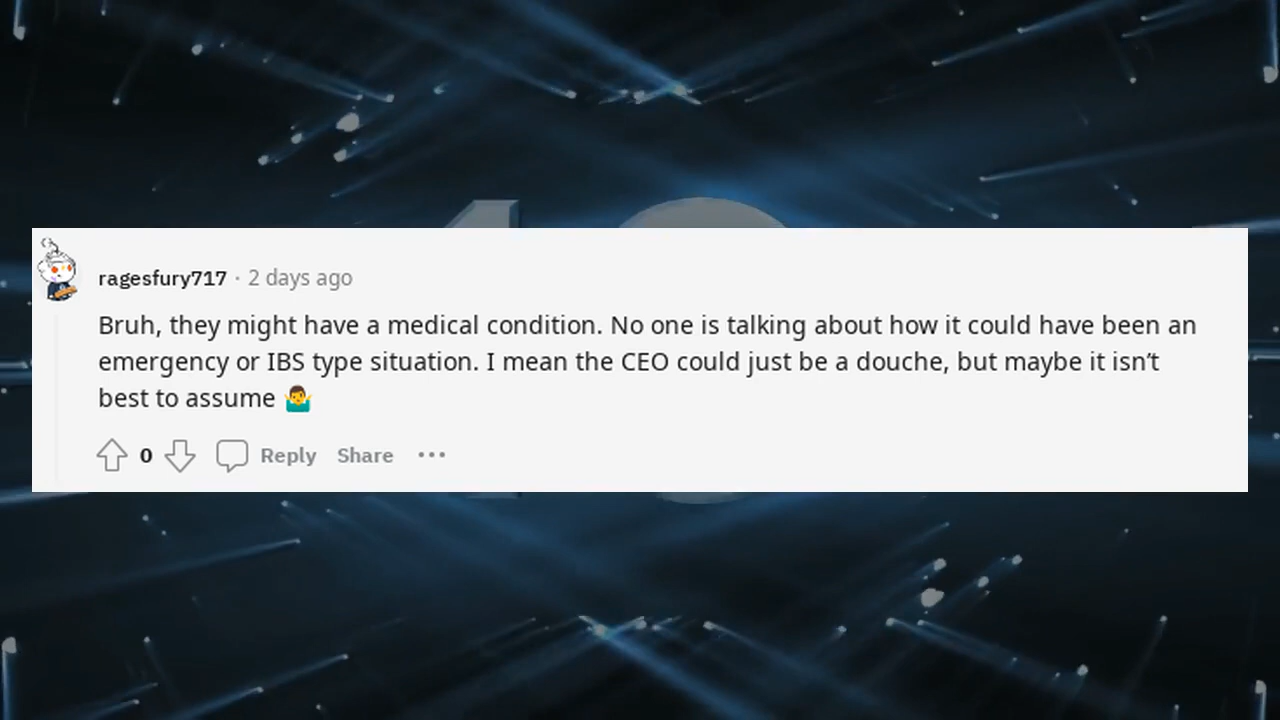 ragesfury717 · 2 days ago
Bruh, they might have a medical condition. No one is talking about how it could have been an
emergency or IBS type situation. I mean the CEO could just be a douche, but maybe it isn’t
best to assume 🤷‍♂️
0 Reply Share ···